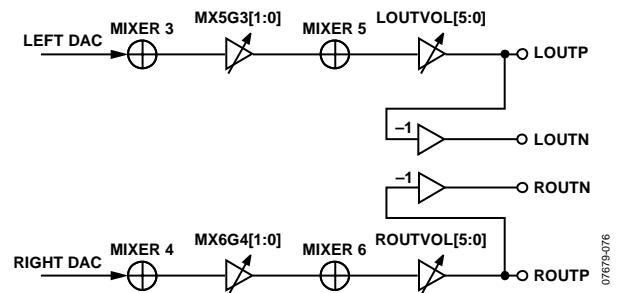 MIXER 3 MX5G3[1:0] MIXER 5 LOUTVOL[5:0]
LEFT DAC
LOUTP
–1
LOUTN
–1
ROUTN
MIXER 4 MX6G4[1:0] MIXER 6 ROUTVOL[5:0]
RIGHT DAC
ROUTP
07679-076